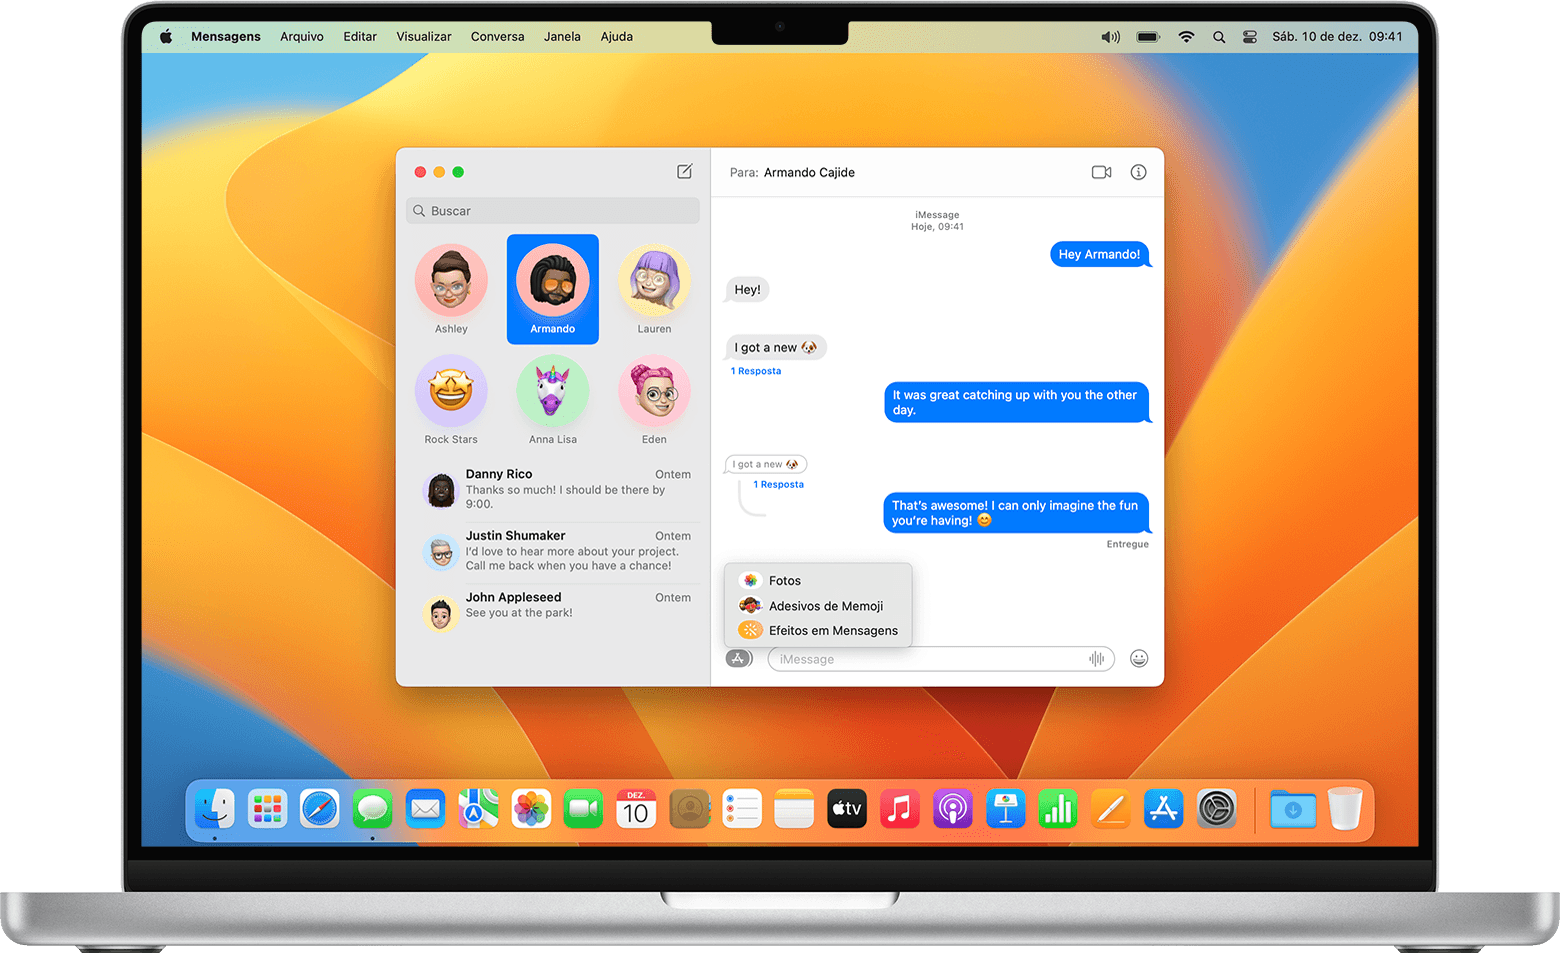 Mensagens Arquivo Editar Visualizar Conversa Janela Ajuda
Sáb. 10 de dez. 09:41
Buscar
Ashley
Armando
Lauren
Rock Stars
Anna Lisa
Eden
Danny Rico Ontem
Thanks so much! I should be there by
9:00.
Justin Shumaker Ontem
I'd love to hear more about your project.
Call me back when you have a chance!
John Appleseed Ontem
See you at the park!
Para: Armando Cajide
iMessage
Hoje, 09:41
Hey Armando!
Hey!
I got a new 🐶
1 Resposta
It was great catching up with you the other
day.
I got a new 🐶
1 Resposta
That's awesome! I can only imagine the fun
you're having! 😊
Entregue
Fotos
Adesivos de Memoji
Efeitos em Mensagens
iMessage
DEZ.
10
tv